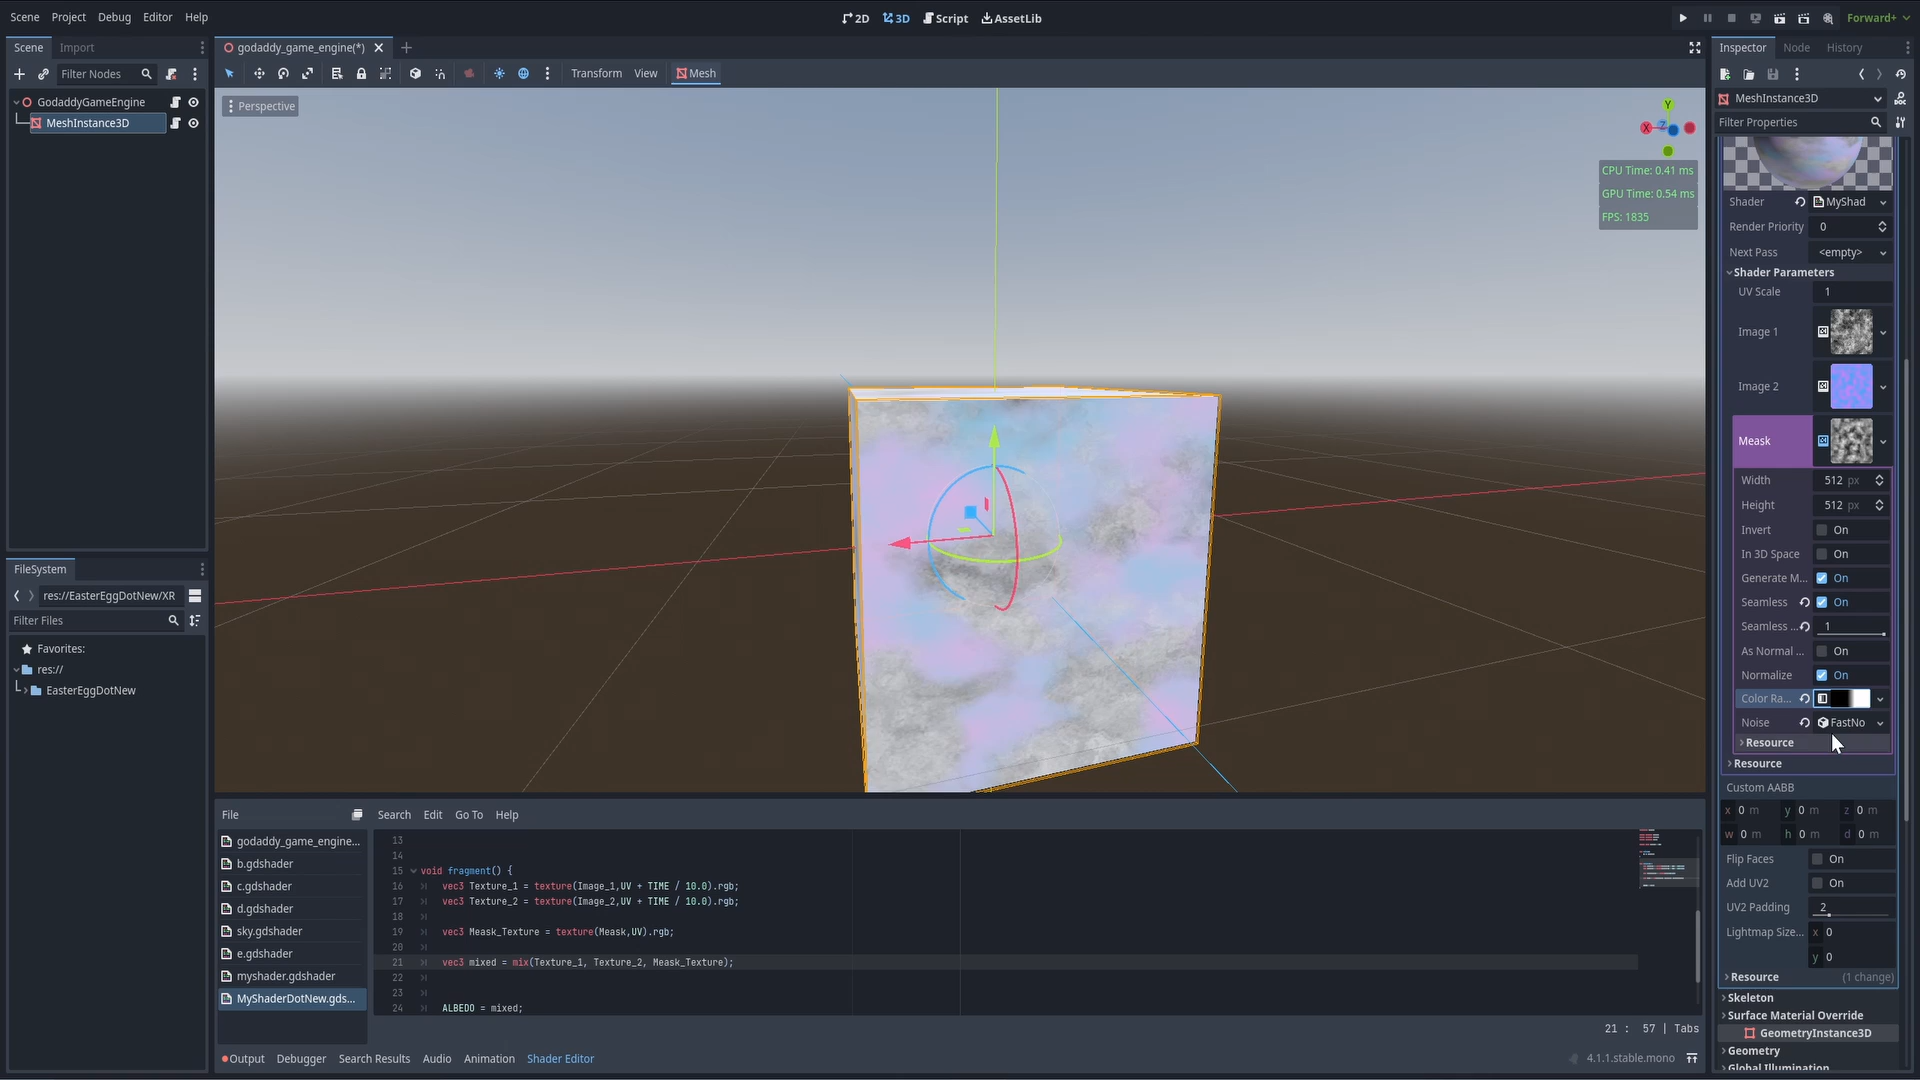 Scene Project Debug Editor Help
2D 3D Script AssetLib
Forward+
Scene Import
Filter Nodes
GodaddyGameEngine
MeshInstance3D
godaddy_game_engine(*)
Transform View Mesh
Perspective
Y
X
Z
CPU Time: 0.41 ms
GPU Time: 0.54 ms
FPS: 1835
FileSystem
res://EasterEggDotNew/XR
Filter Files
Favorites:
res://
EasterEggDotNew
File
godaddy_game_engine...
b.gdshader
c.gdshader
d.gdshader
sky.gdshader
e.gdshader
myshader.gdshader
MyShaderDotNew.gds...
Search Edit Go To Help
13
14
15 void fragment() {
16 vec3 Texture_1 = texture(Image_1,UV + TIME / 10.0).rgb;
17 vec3 Texture_2 = texture(Image_2,UV + TIME / 10.0).rgb;
18
19 vec3 Meask_Texture = texture(Meask,UV).rgb;
20
21 vec3 mixed = mix(Texture_1, Texture_2, Meask_Texture);
22
23
24 ALBEDO = mixed;
21 : 57 | Tabs
Output Debugger Search Results Audio Animation Shader Editor
4.1.1.stable.mono
Inspector Node History
MeshInstance3D
Filter Properties
Shader MyShad
Render Priority 0
Next Pass <empty>
Shader Parameters
UV Scale 1
Image 1
Image 2
Meask
Width 512 px
Height 512 px
Invert On
In 3D Space On
Generate M... On
Seamless On
Seamless ... 1
As Normal ... On
Normalize On
Color Ra...
Noise FastNo
Resource
Resource
Custom AABB
x 0 m y 0 m z 0 m
w 0 m h 0 m d 0 m
Flip Faces On
Add UV2 On
UV2 Padding 2
Lightmap Size... x 0
y 0
Resource (1 change)
Skeleton
Surface Material Override
GeometryInstance3D
Geometry
Global Illumination